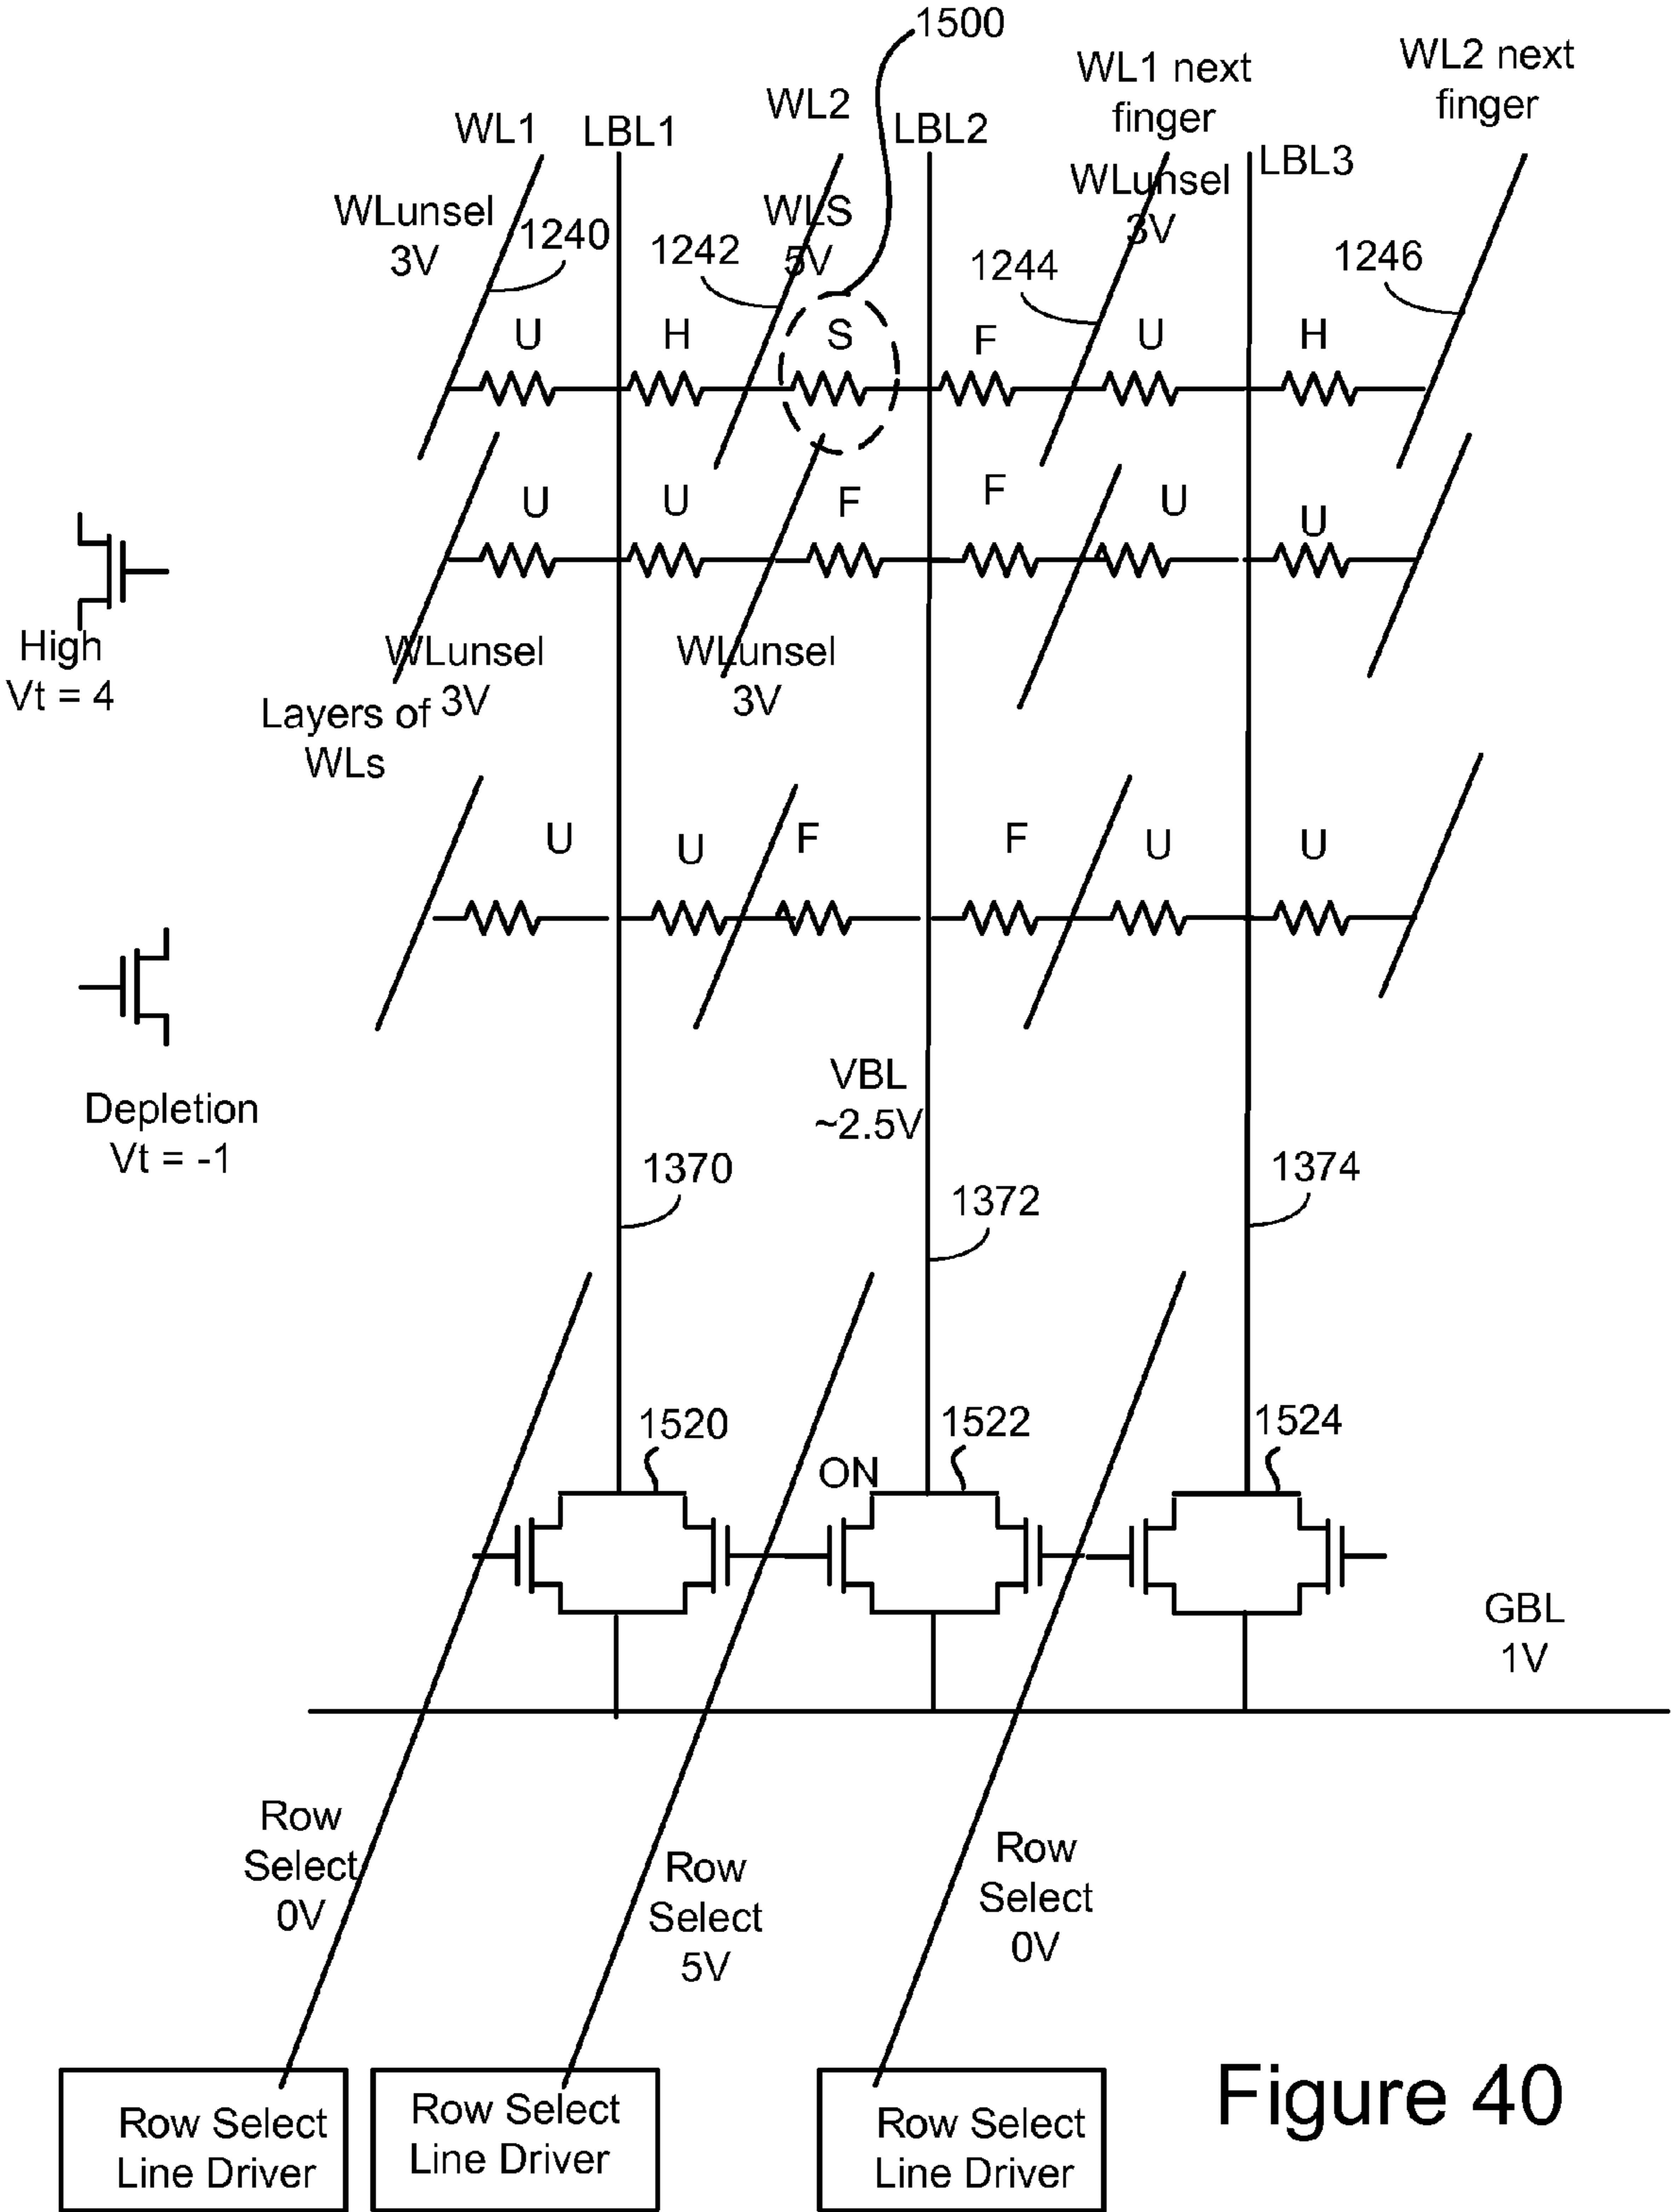 1500
WL1 next
finger
WL2 next
finger
WL1
LBL1
WL2
LBL2
LBL3
WLunsel
3V
1240
1242
WLS
5V
WLunsel
3V
1244
1246
U
H
S
F
U
H
U
U
F
F
U
U
High
Vt = 4
WLunsel
3V
WLunsel
3V
Layers of
WLs
U
U
F
F
U
U
Depletion
Vt = -1
VBL
~2.5V
1370
1372
1374
1520
ON
1522
1524
GBL
1V
Row
Select
0V
Row
Select
5V
Row
Select
0V
Row Select
Line Driver
Row Select
Line Driver
Row Select
Line Driver
Figure 40